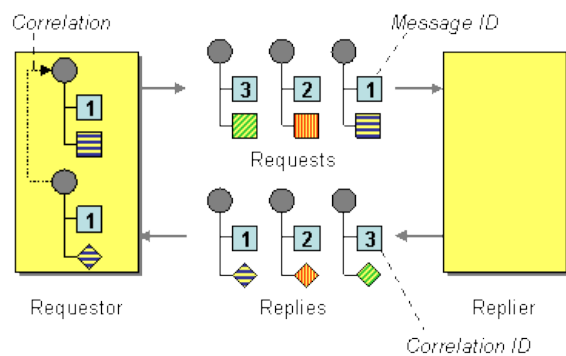 Correlation
Message ID
1
3
2
1
Requests
1
1
2
3
Requestor
Replies
Replier
Correlation ID